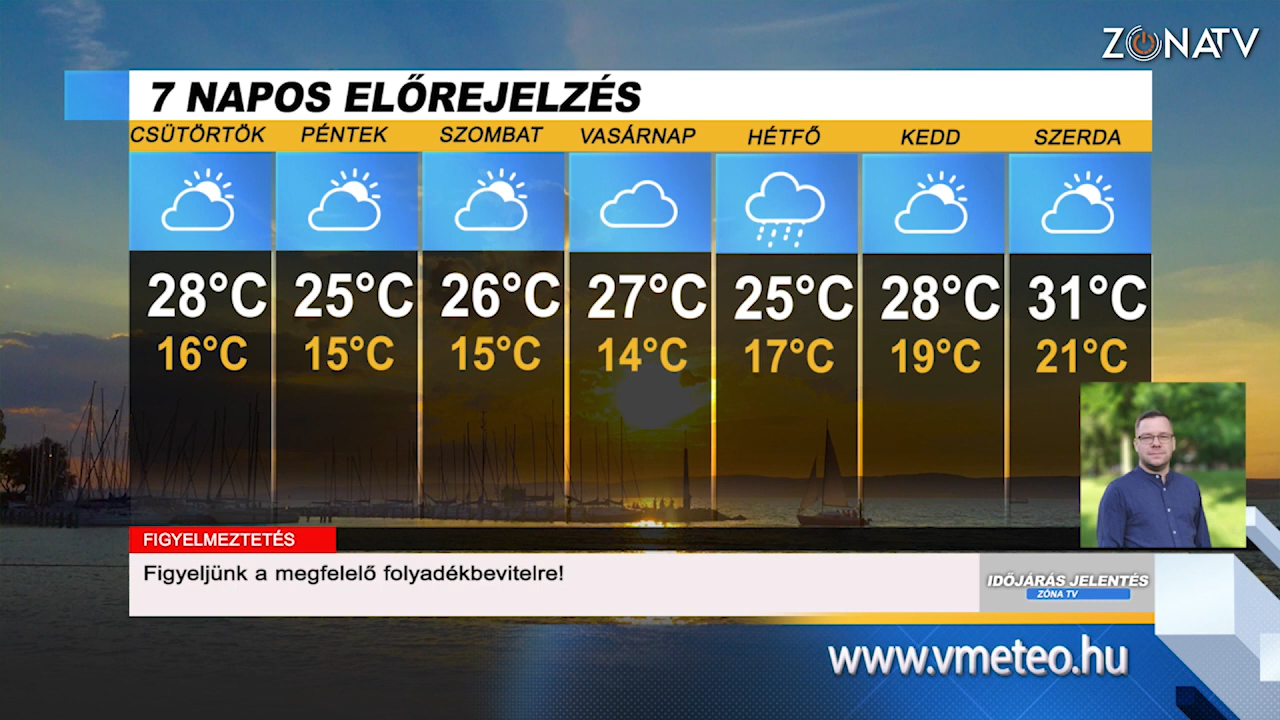 ZONATV
7 NAPOS ELŐREJELZÉS
CSÜTÖRTÖK PÉNTEK SZOMBAT VASÁRNAP HÉTFŐ KEDD SZERDA
28°C 25°C 26°C 27°C 25°C 28°C 31°C
16°C 15°C 15°C 14°C 17°C 19°C 21°C
FIGYELMEZTETÉS
Figyeljünk a megfelelő folyadékbevitelre!
IDŐJÁRÁS JELENTÉS
ZÓNA TV
www.vmeteo.hu